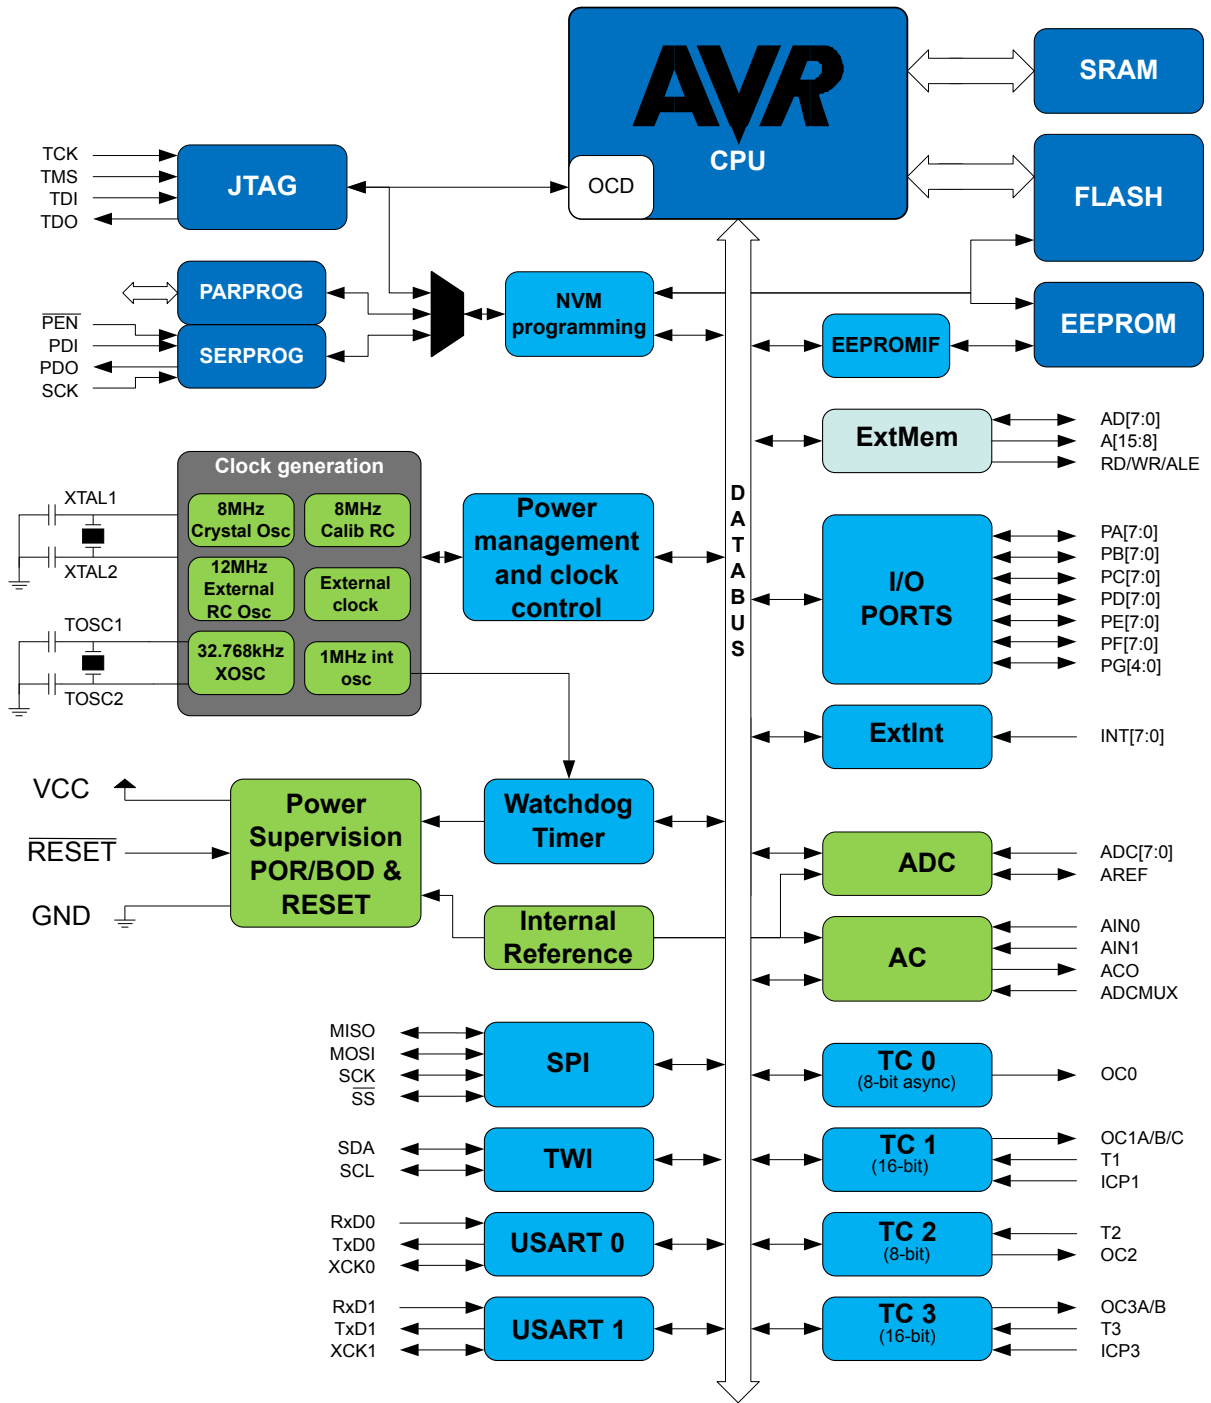 AVR
CPU
OCD
SRAM
FLASH
EEPROM
TCK
TMS
TDI
TDO
JTAG
PARPROG
SERPROG
PEN
PDI
PDO
SCK
NVM
programming
EEPROMIF
ExtMem
AD[7:0]
A[15:8]
RD/WR/ALE
Clock generation
8MHz
Crystal Osc
8MHz
Calib RC
12MHz
External
RC Osc
External
clock
32.768kHz
XOSC
1MHz int
osc
XTAL1
XTAL2
TOSC1
TOSC2
Power
management
and clock
control
DATABUS
I/O
PORTS
PA[7:0]
PB[7:0]
PC[7:0]
PD[7:0]
PE[7:0]
PF[7:0]
PG[4:0]
ExtInt
INT[7:0]
VCC
RESET
GND
Power
Supervision
POR/BOD &
RESET
Watchdog
Timer
Internal
Reference
ADC
ADC[7:0]
AREF
AC
AIN0
AIN1
ACO
ADCMUX
MISO
MOSI
SCK
SS
SPI
TC 0
(8-bit async)
OC0
SDA
SCL
TWI
TC 1
(16-bit)
OC1A/B/C
T1
ICP1
RxD0
TxD0
XCK0
USART 0
TC 2
(8-bit)
T2
OC2
RxD1
TxD1
XCK1
USART 1
TC 3
(16-bit)
OC3A/B
T3
ICP3